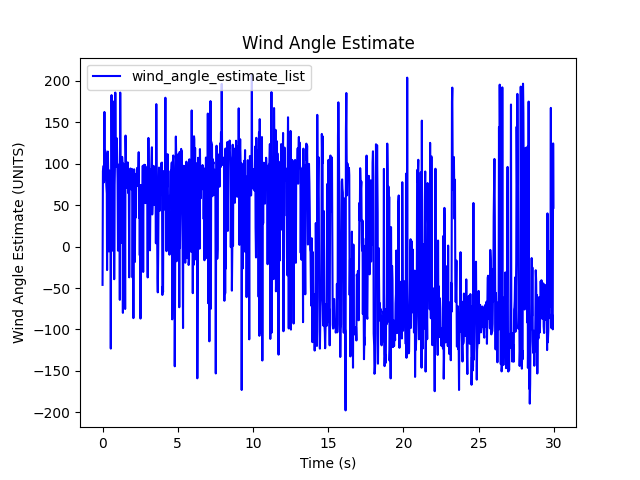 Wind Angle Estimate
wind_angle_estimate_list
200
150
100
50
0
−50
−100
−150
−200
Wind Angle Estimate (UNITS)
0 5 10 15 20 25 30
Time (s)